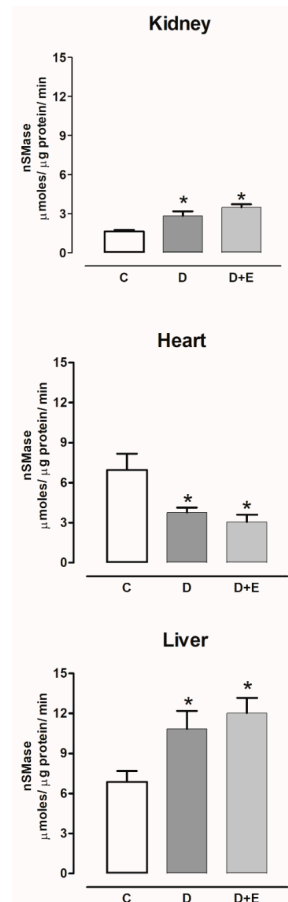 Kidney
nSMase
μmoles/ μg protein/ min
15
12
9
6
3
0
*
*
C D D+E
Heart
nSMase
μmoles/ μg protein/ min
15
12
9
6
3
0
*
*
C D D+E
Liver
nSMase
μmoles/ μg protein/ min
15
12
9
6
3
0
*
*
C D D+E